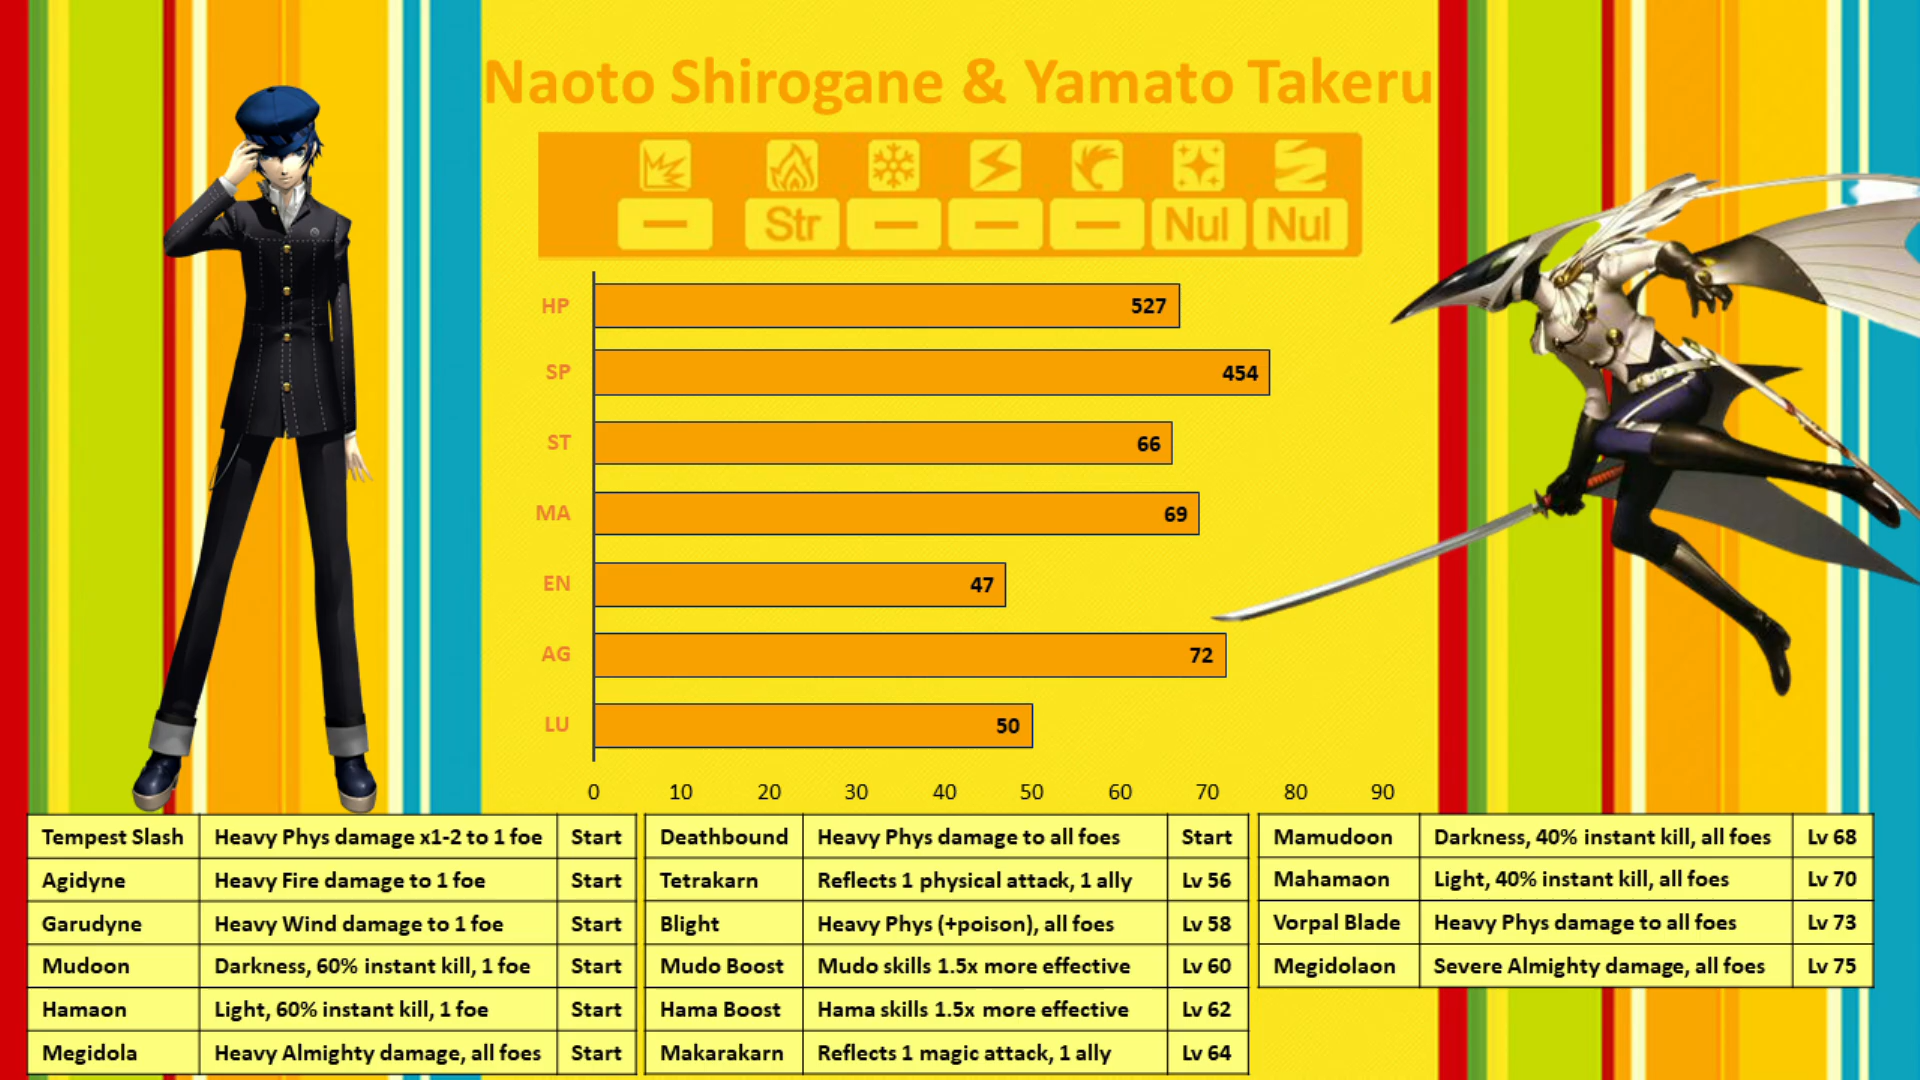 Naoto Shirogane & Yamato Takeru
— Str — — — Nul Nul
HP 527
SP 454
ST 66
MA 69
EN 47
AG 72
LU 50
0 10 20 30 40 50 60 70 80 90
Tempest Slash Heavy Phys damage x1-2 to 1 foe Start
Agidyne Heavy Fire damage to 1 foe Start
Garudyne Heavy Wind damage to 1 foe Start
Mudoon Darkness, 60% instant kill, 1 foe Start
Hamaon Light, 60% instant kill, 1 foe Start
Megidola Heavy Almighty damage, all foes Start
Deathbound Heavy Phys damage to all foes Start
Tetrakarn Reflects 1 physical attack, 1 ally Lv 56
Blight Heavy Phys (+poison), all foes Lv 58
Mudo Boost Mudo skills 1.5x more effective Lv 60
Hama Boost Hama skills 1.5x more effective Lv 62
Makarakarn Reflects 1 magic attack, 1 ally Lv 64
Mamudoon Darkness, 40% instant kill, all foes Lv 68
Mahamaon Light, 40% instant kill, all foes Lv 70
Vorpal Blade Heavy Phys damage to all foes Lv 73
Megidolaon Severe Almighty damage, all foes Lv 75